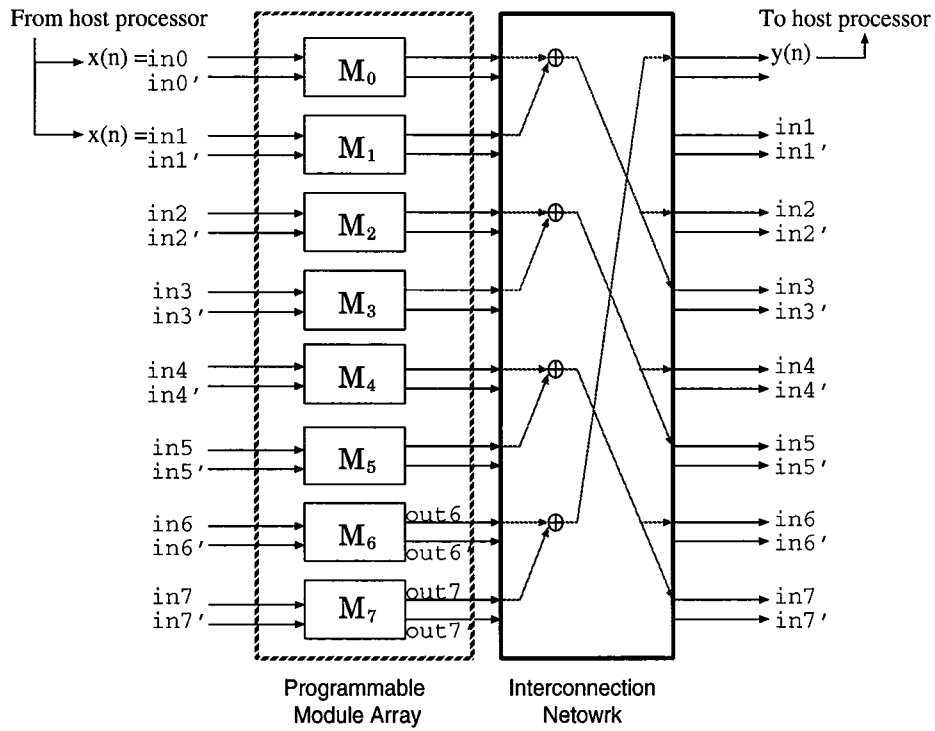 From host processor
To host processor
x(n) =in0
in0'
M0
y(n)
x(n) =in1
in1'
M1
in1
in1'
in2
in2'
M2
in2
in2'
in3
in3'
M3
in3
in3'
in4
in4'
M4
in4
in4'
in5
in5'
M5
in5
in5'
in6
in6'
M6
out6
out6'
in6
in6'
in7
in7'
M7
out7
out7'
in7
in7'
Programmable
Module Array
Interconnection
Netowrk